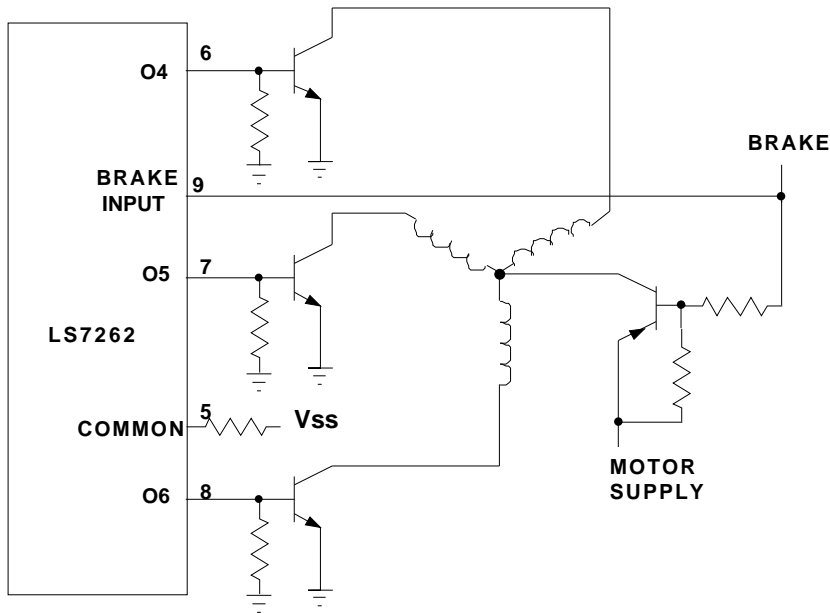 6
O4
BRAKE
BRAKE
INPUT
9
7
O5
LS7262
5
COMMON
Vss
MOTOR
SUPPLY
O6
8